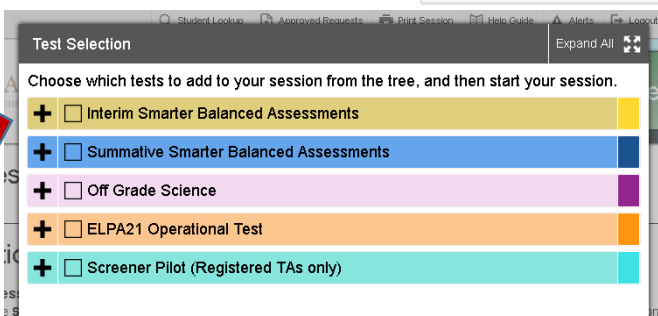 Student Lookup Approved Requests Print Session Help Guide Alerts Logout
Test Selection Expand All
Choose which tests to add to your session from the tree, and then start your session.
Interim Smarter Balanced Assessments
Summative Smarter Balanced Assessments
Off Grade Science
ELPA21 Operational Test
Screener Pilot (Registered TAs only)